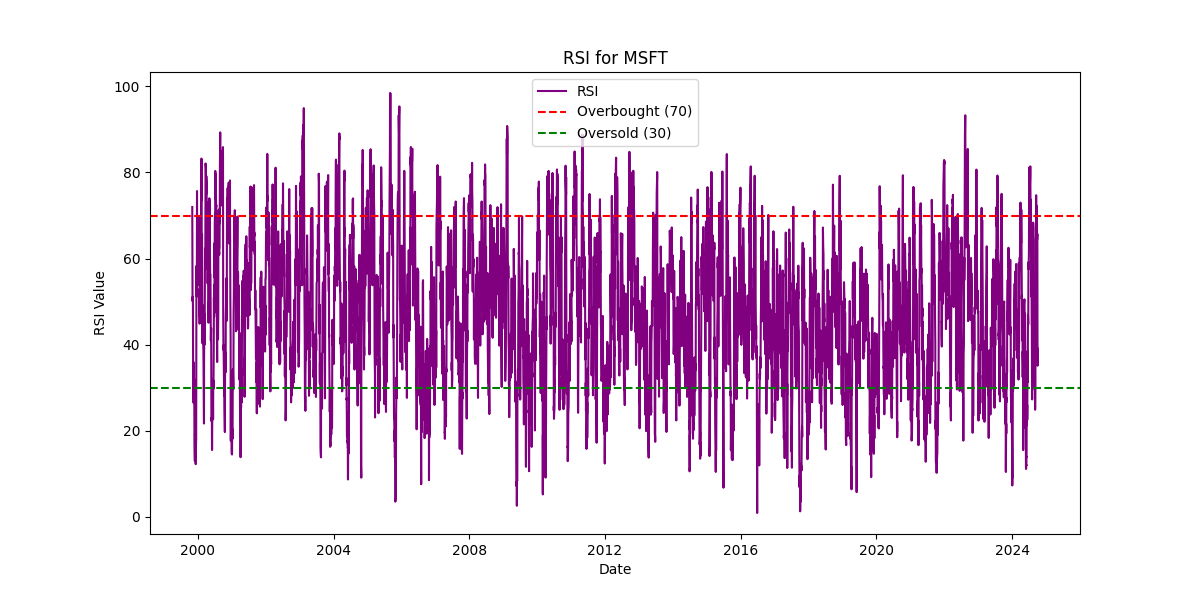 RSI for MSFT
RSI
Overbought (70)
Oversold (30)
RSI Value
100
80
60
40
20
0
2000 2004 2008 2012 2016 2020 2024
Date